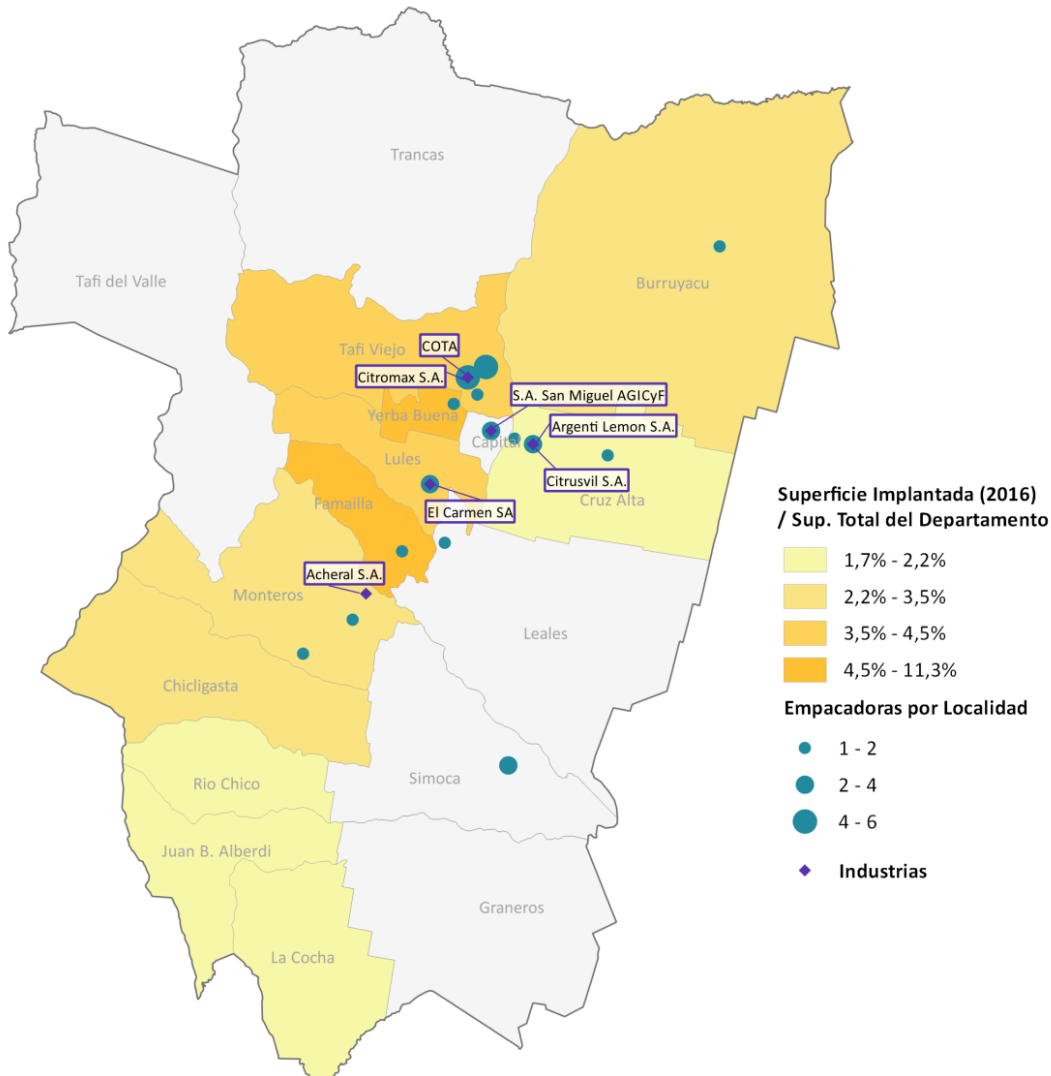 Trancas
Tafi del Valle
Burruyacu
COTA
Tafi Viejo
Citromax S.A.
S.A. San Miguel AGICyF
Yerba Buena
Argenti Lemon S.A.
Capital
Lules
Citrusvil S.A.
Famailla
Cruz Alta
El Carmen SA
Superficie Implantada (2016)
/ Sup. Total del Departamento
1,7% - 2,2%
2,2% - 3,5%
3,5% - 4,5%
4,5% - 11,3%
Acheral S.A.
Monteros
Leales
Chicligasta
Empacadoras por Localidad
1 - 2
2 - 4
4 - 6
Industrias
Rio Chico
Simoca
Juan B. Alberdi
Graneros
La Cocha